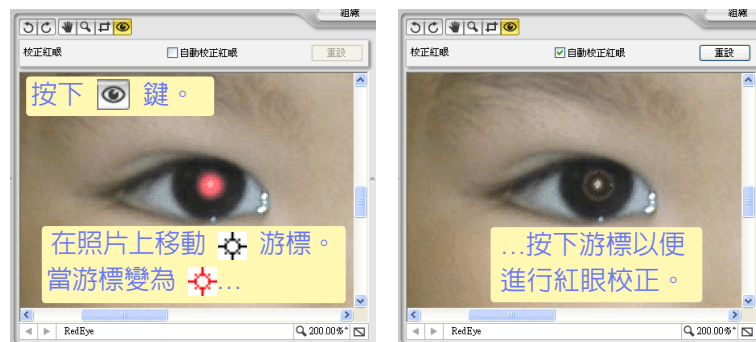 組織
校正紅眼
自動校正紅眼
重設
按下 鍵。
在照片上移動 游標。
當游標變為 …
RedEye
200.00%*
組織
校正紅眼
自動校正紅眼
重設
…按下游標以便
進行紅眼校正。
RedEye
200.00%*